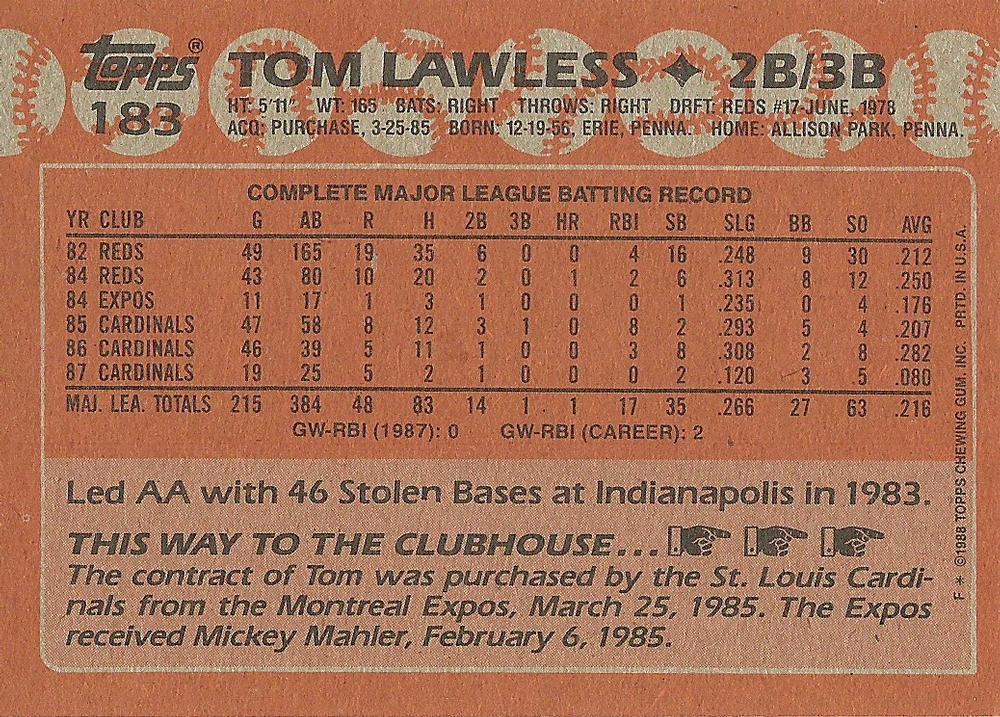 topps® TOM LAWLESS ✦ 2B/3B
183 HT: 5'11" WT: 165 BATS: RIGHT THROWS: RIGHT DRFT: REDS #17-JUNE, 1978
ACQ: PURCHASE, 3-25-85 BORN: 12-19-56, ERIE, PENNA. HOME: ALLISON PARK, PENNA.
COMPLETE MAJOR LEAGUE BATTING RECORD
YR CLUB G AB R H 2B 3B HR RBI SB SLG BB SO AVG
82 REDS 49 165 19 35 6 0 0 4 16 .248 9 30 .212
84 REDS 43 80 10 20 2 0 1 2 6 .313 8 12 .250
84 EXPOS 11 17 1 3 1 0 0 0 1 .235 0 4 .176
85 CARDINALS 47 58 8 12 3 1 0 8 2 .293 5 4 .207
86 CARDINALS 46 39 5 11 1 0 0 3 8 .308 2 8 .282
87 CARDINALS 19 25 5 2 1 0 0 0 2 .120 3 5 .080
MAJ. LEA. TOTALS 215 384 48 83 14 1 1 17 35 .266 27 63 .216
GW-RBI (1987): 0 GW-RBI (CAREER): 2
Led AA with 46 Stolen Bases at Indianapolis in 1983.
THIS WAY TO THE CLUBHOUSE...
The contract of Tom was purchased by the St. Louis Cardi-
nals from the Montreal Expos, March 25, 1985. The Expos
received Mickey Mahler, February 6, 1985.
F * ©1988 TOPPS CHEWING GUM, INC. PRTD. IN U.S.A.